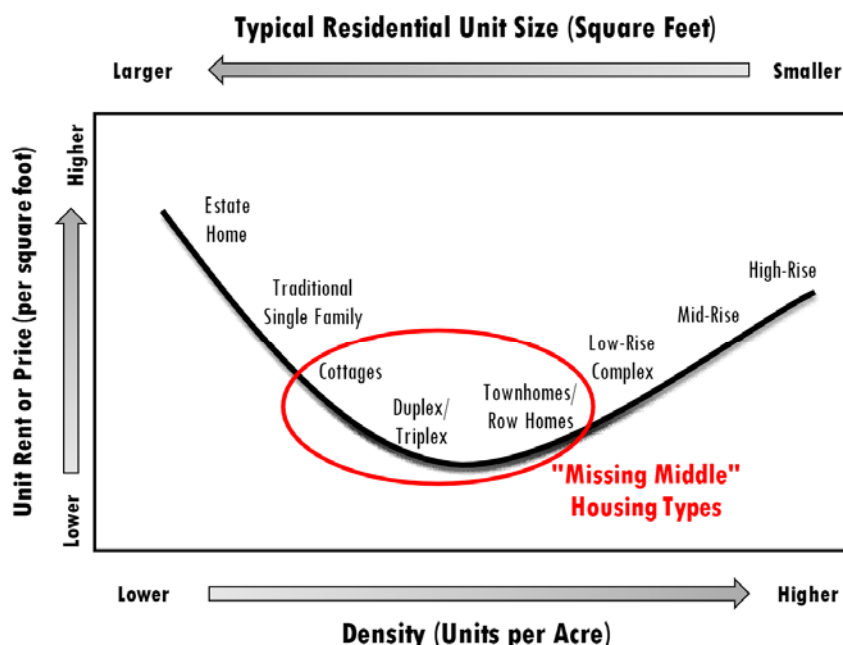 Typical Residential Unit Size (Square Feet)
Larger
Smaller
Unit Rent or Price (per square foot)
Higher
Lower
Estate
Home
Traditional
Single Family
Cottages
Duplex/
Triplex
Townhomes/
Row Homes
Low-Rise
Complex
Mid-Rise
High-Rise
"Missing Middle"
Housing Types
Lower
Higher
Density (Units per Acre)